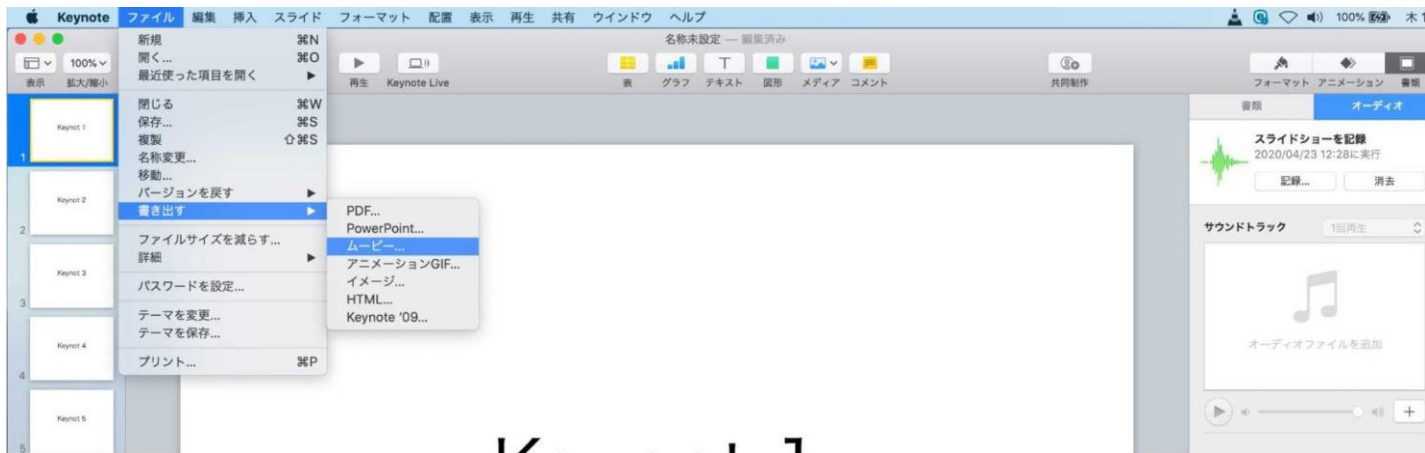 Keynote ファイル 編集 挿入 スライド フォーマット 配置 表示 再生 共有 ウインドウ ヘルプ 100% 木
名称未設定 — 編集済み
100%
表示 拡大/縮小 再生 Keynote Live 表 グラフ テキスト 図形 メディア コメント 共同制作 フォーマット アニメーション 書類
新規 ⌘N
開く... ⌘O
最近使った項目を開く ▶
閉じる ⌘W
保存... ⌘S
複製 ⇧⌘S
名称変更...
移動...
バージョンを戻す ▶
書き出す ▶
ファイルサイズを減らす...
詳細 ▶
パスワードを設定...
テーマを変更...
テーマを保存...
プリント... ⌘P
PDF...
PowerPoint...
ムービー...
アニメーションGIF...
イメージ...
HTML...
Keynote '09...
Keynot 1
1
Keynot 2
2
Keynot 3
3
Keynot 4
4
Keynot 5
5
書類 オーディオ
スライドショーを記録
2020/04/23 12:28に実行
記録... 消去
サウンドトラック 1回再生
オーディオファイルを追加